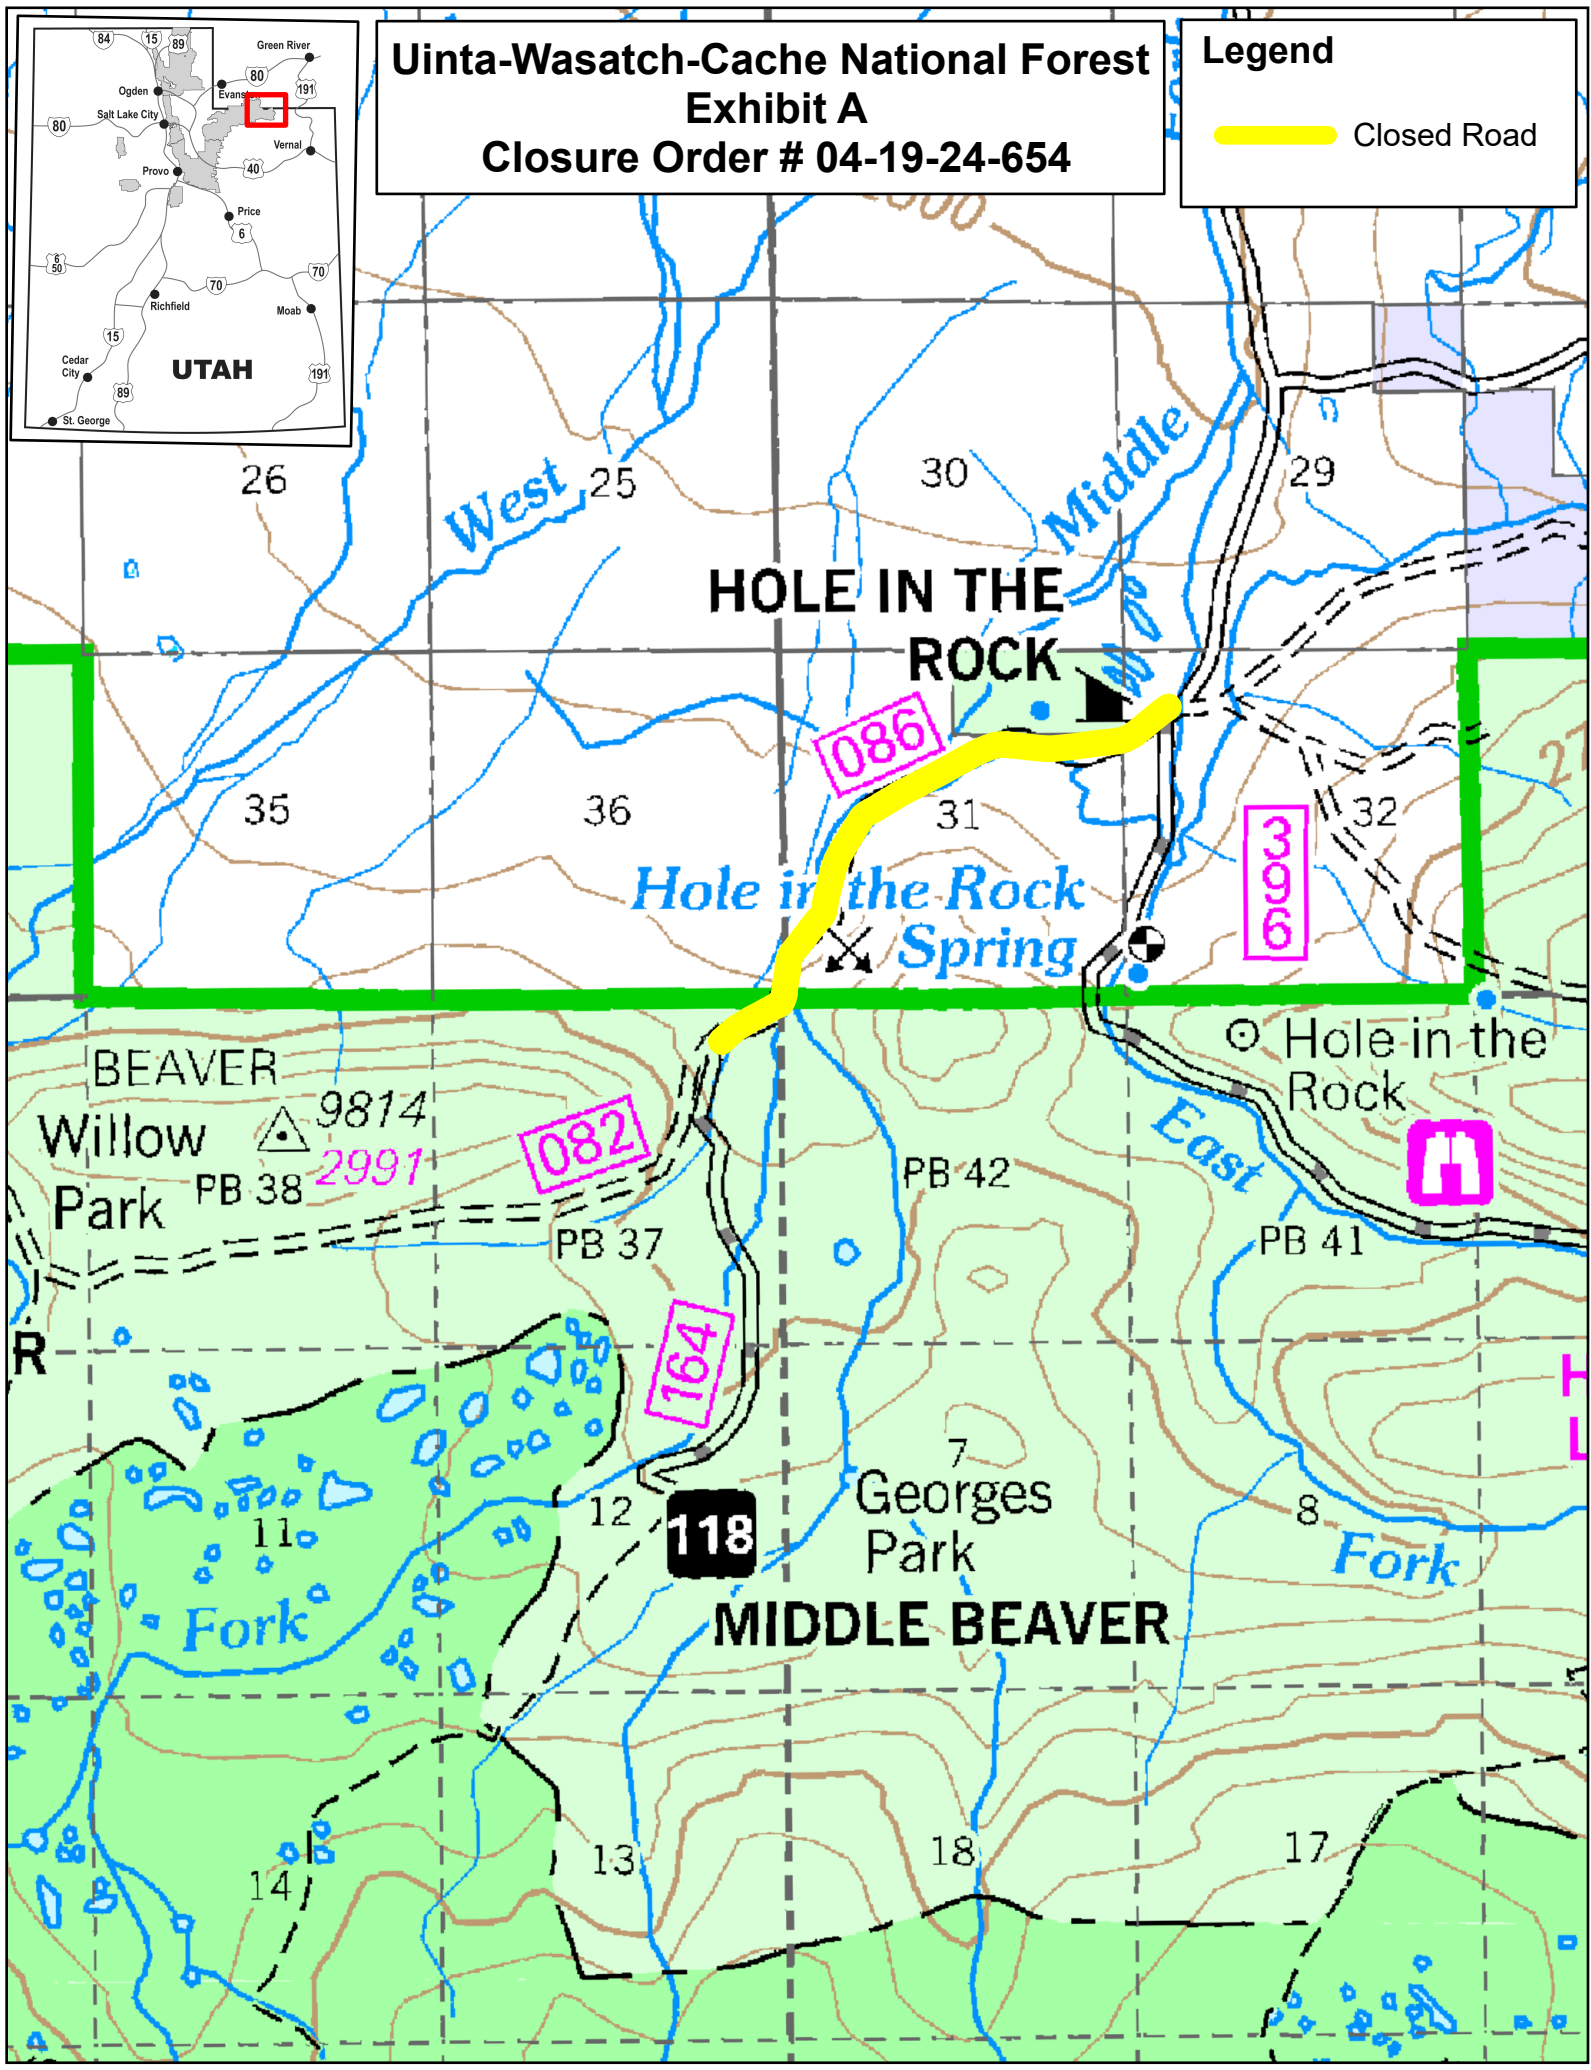 Uinta-Wasatch-Cache National Forest
Exhibit A
Closure Order # 04-19-24-654
Legend
Closed Road
84
15
89
Green River
80
Ogden
Evanston
191
Salt Lake City
80
Vernal
40
Provo
Price
6
6
50
70
70
Richfield
Moab
15
Cedar
City
UTAH
191
89
St. George
26
West
25
30
Middle
29
HOLE IN THE
ROCK
086
35
36
31
32
27
396
Hole in the Rock
Spring
BEAVER
Hole in the
Rock
Willow
Park
9814
2991
PB 38
082
PB 42
East
PB 37
PB 41
R
164
H
L
7
Georges
Park
11
12
118
8
Fork
Fork
MIDDLE BEAVER
14
13
18
17